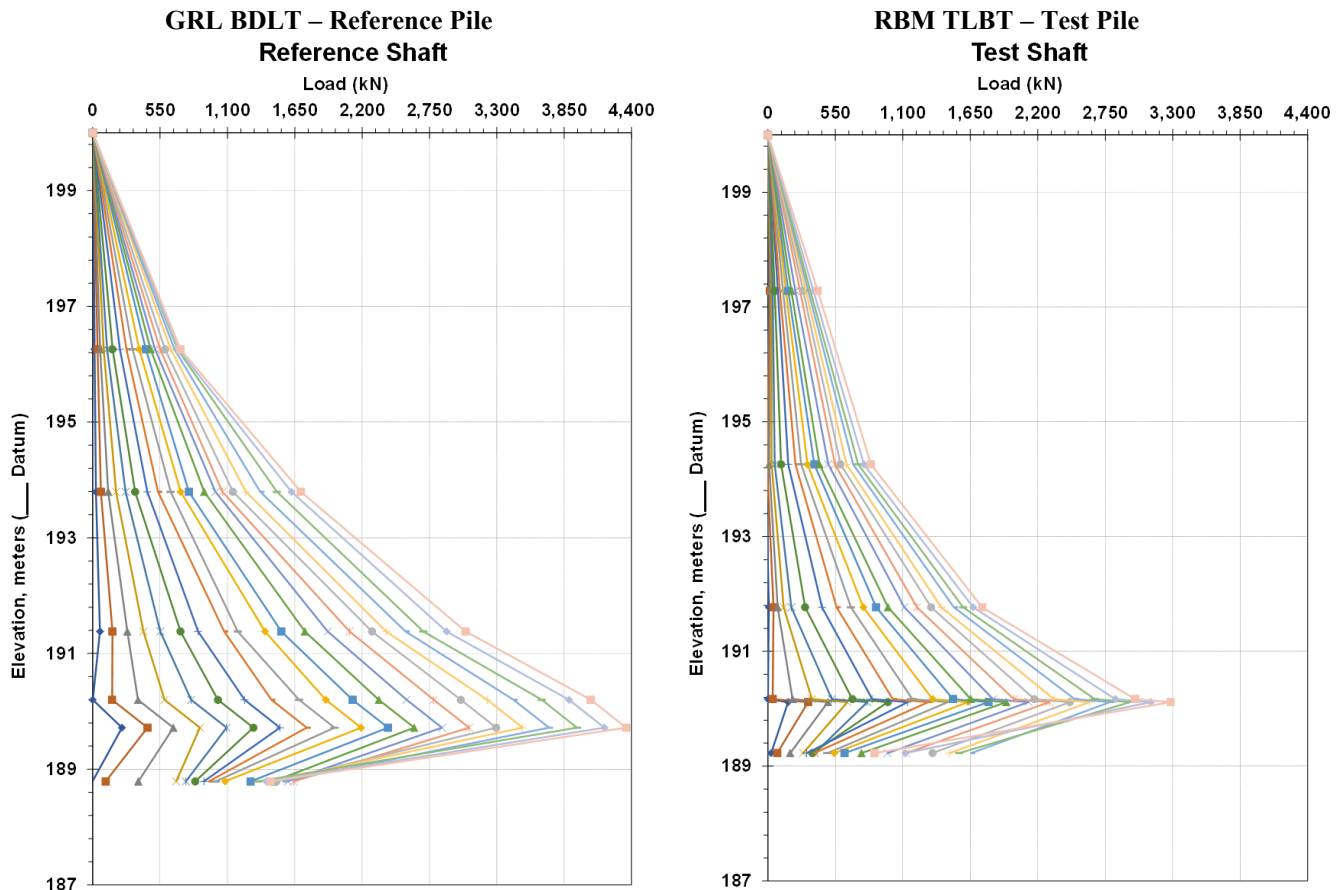 GRL BDLT – Reference Pile
Reference Shaft
Load (kN)
0 550 1,100 1,650 2,200 2,750 3,300 3,850 4,400
199
197
195
193
191
189
187
Elevation, meters (___ Datum)
RBM TLBT – Test Pile
Test Shaft
Load (kN)
0 550 1,100 1,650 2,200 2,750 3,300 3,850 4,400
199
197
195
193
191
189
187
Elevation, meters (___ Datum)